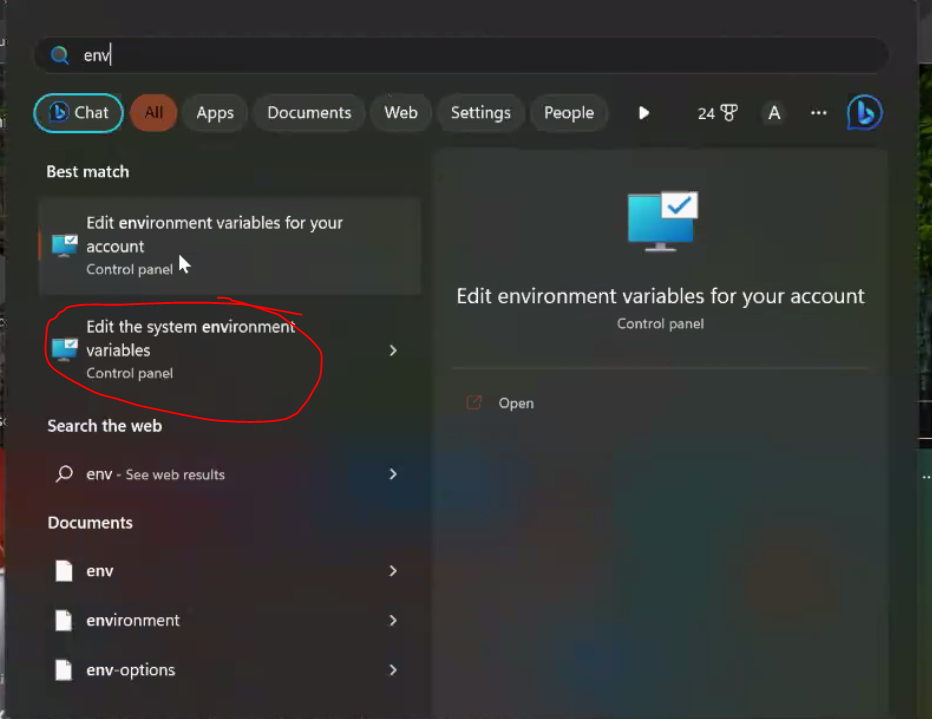 env
Chat
All
Apps
Documents
Web
Settings
People
24
A
Best match
Edit environment variables for your
account
Control panel
Edit the system environment
variables
Control panel
Search the web
env - See web results
Documents
env
environment
env-options
Edit environment variables for your account
Control panel
Open